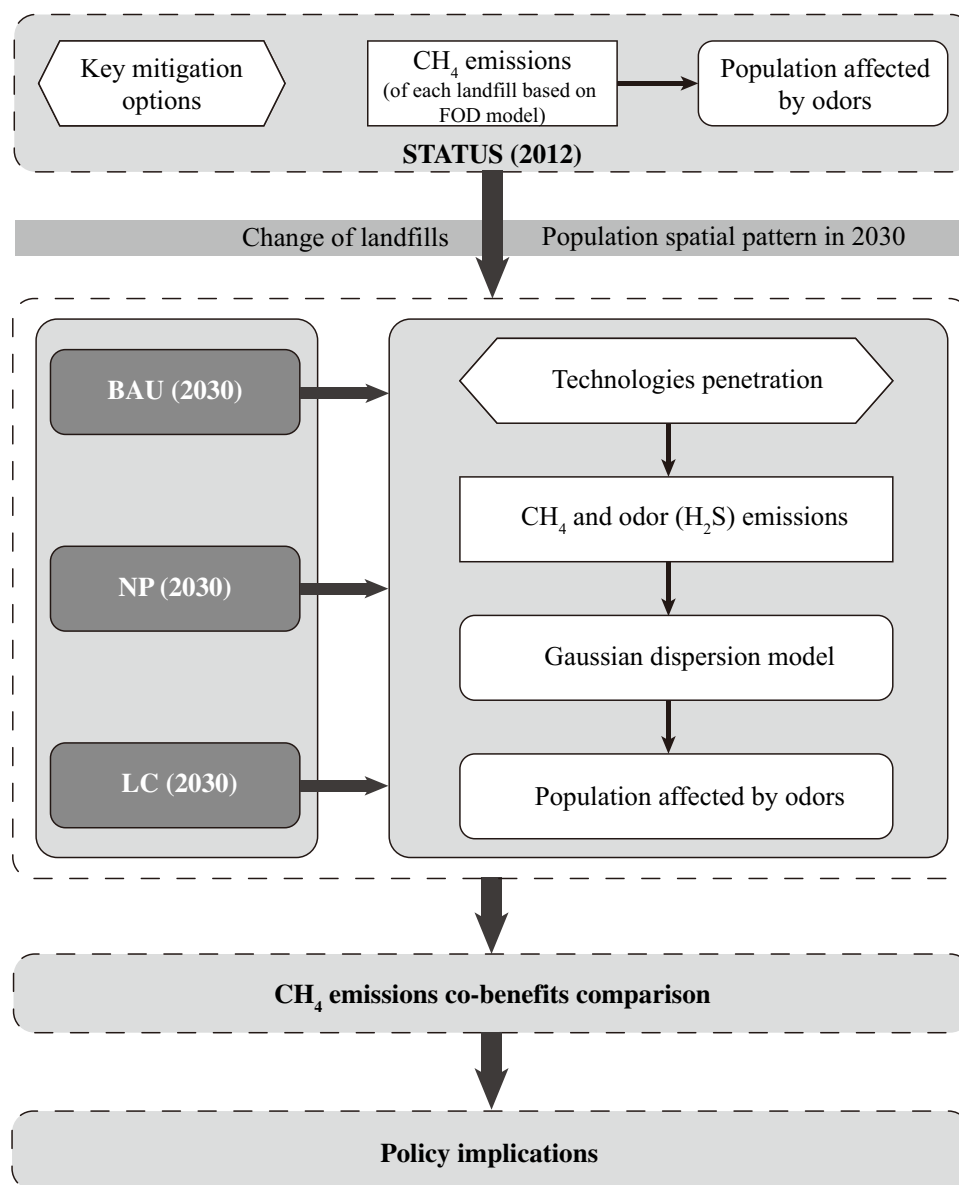 Key mitigation
options
CH₄ emissions
(of each landfill based on
FOD model)
Population affected
by odors
STATUS (2012)
Change of landfills
Population spatial pattern in 2030
BAU (2030)
NP (2030)
LC (2030)
Technologies penetration
CH₄ and odor (H₂S) emissions
Gaussian dispersion model
Population affected by odors
CH₄ emissions co-benefits comparison
Policy implications